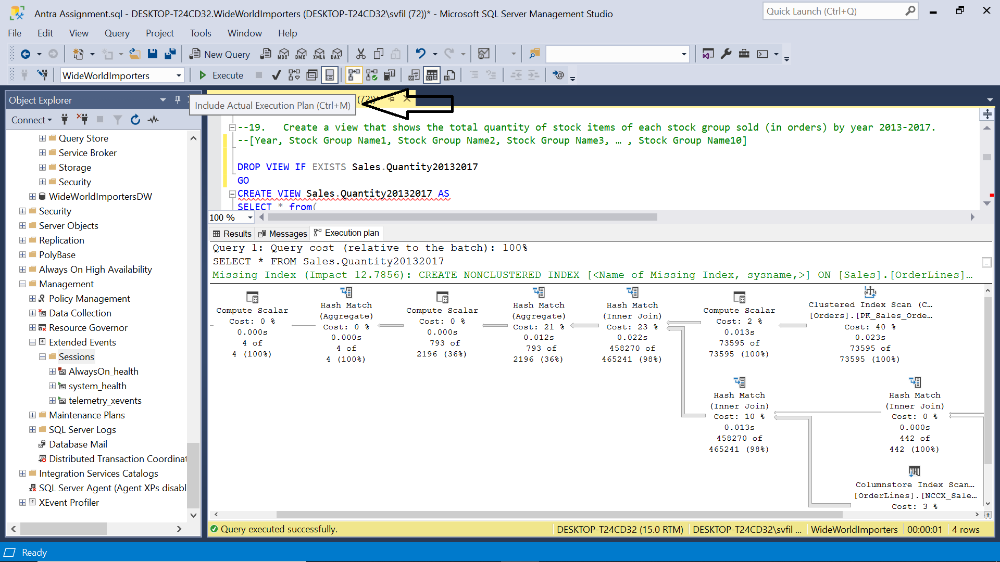 Antra Assignment.sql - DESKTOP-T24CD32.WideWorldImporters (DESKTOP-T24CD32\svfil (72))* - Microsoft SQL Server Management Studio
Quick Launch (Ctrl+Q)
File Edit View Query Project Tools Window Help
New Query
MDX DMX XMLA DAX
WideWorldImporters
Execute
Object Explorer
Include Actual Execution Plan (Ctrl+M)
(72))*
Connect
Query Store
Service Broker
Storage
Security
WideWorldImportersDW
Security
Server Objects
Replication
PolyBase
Always On High Availability
Management
Policy Management
Data Collection
Resource Governor
Extended Events
Sessions
AlwaysOn_health
system_health
telemetry_xevents
Maintenance Plans
SQL Server Logs
Database Mail
Distributed Transaction Coordinat
Integration Services Catalogs
SQL Server Agent (Agent XPs disabl
XEvent Profiler
--19. Create a view that shows the total quantity of stock items of each stock group sold (in orders) by year 2013-2017.
--[Year, Stock Group Name1, Stock Group Name2, Stock Group Name3, … , Stock Group Name10]
DROP VIEW IF EXISTS Sales.Quantity20132017
GO
CREATE VIEW Sales.Quantity20132017 AS
SELECT * from(
100 %
Results Messages Execution plan
Query 1: Query cost (relative to the batch): 100%
SELECT * FROM Sales.Quantity20132017
Missing Index (Impact 12.7856): CREATE NONCLUSTERED INDEX [<Name of Missing Index, sysname,>] ON [Sales].[OrderLines]…
Compute Scalar
Cost: 0 %
0.000s
4 of
4 (100%)
Hash Match
(Aggregate)
Cost: 0 %
0.000s
4 of
4 (100%)
Compute Scalar
Cost: 0 %
0.000s
793 of
2196 (36%)
Hash Match
(Aggregate)
Cost: 21 %
0.012s
793 of
2196 (36%)
Hash Match
(Inner Join)
Cost: 23 %
0.022s
458270 of
465241 (98%)
Compute Scalar
Cost: 2 %
0.013s
73595 of
73595 (100%)
Clustered Index Scan (C…
[Orders].[PK_Sales_Orde…
Cost: 40 %
0.023s
73595 of
73595 (100%)
Hash Match
(Inner Join)
Cost: 10 %
0.013s
458270 of
465241 (98%)
Hash Match
(Inner Join)
Cost: 0 %
0.000s
442 of
442 (100%)
Columnstore Index Scan…
[OrderLines].[NCCX_Sale…
Cost: 3 %
Query executed successfully.
DESKTOP-T24CD32 (15.0 RTM) DESKTOP-T24CD32\svfil ... WideWorldImporters 00:00:01 4 rows
Ready